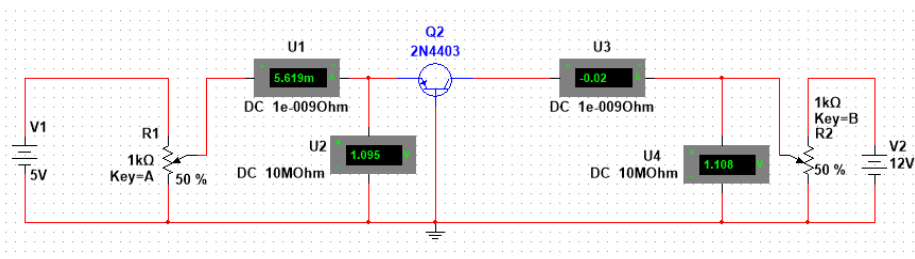 Q2
2N4403
U1
5.619m
A
DC 1e-009Ohm
U3
-0.02
A
DC 1e-009Ohm
V1
5V
R1
1kΩ
Key=A
50 %
U2
1.095
V
DC 10MOhm
U4
1.108
V
DC 10MOhm
1kΩ
Key=B
R2
50 %
V2
12V